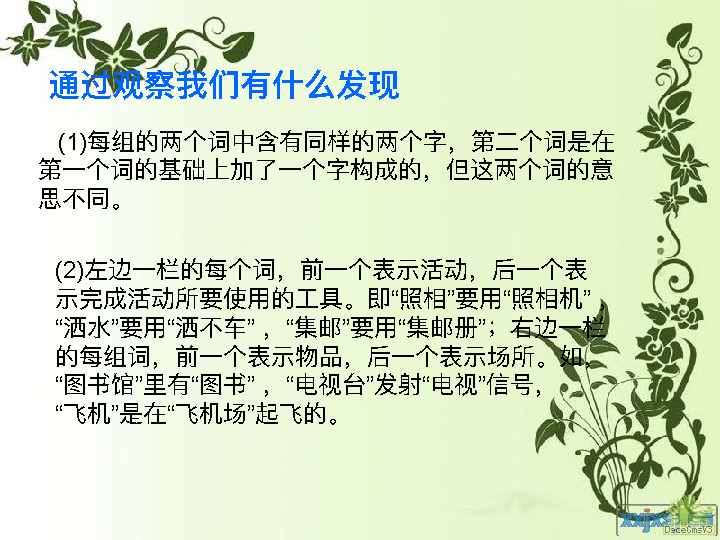 通过观察我们有什么发现
(1)每组的两个词中含有同样的两个字，第二个词是在
第一个词的基础上加了一个字构成的，但这两个词的意
思不同。
(2)左边一栏的每个词，前一个表示活动，后一个表
示完成活动所要使用的工具。即“照相”要用“照相机”，
“洒水”要用“洒不车”，“集邮”要用“集邮册”；右边一栏
的每组词，前一个表示物品，后一个表示场所。如，
“图书馆”里有“图书”，“电视台”发射“电视”信号，
“飞机”是在“飞机场”起飞的。
DedeCmsV3